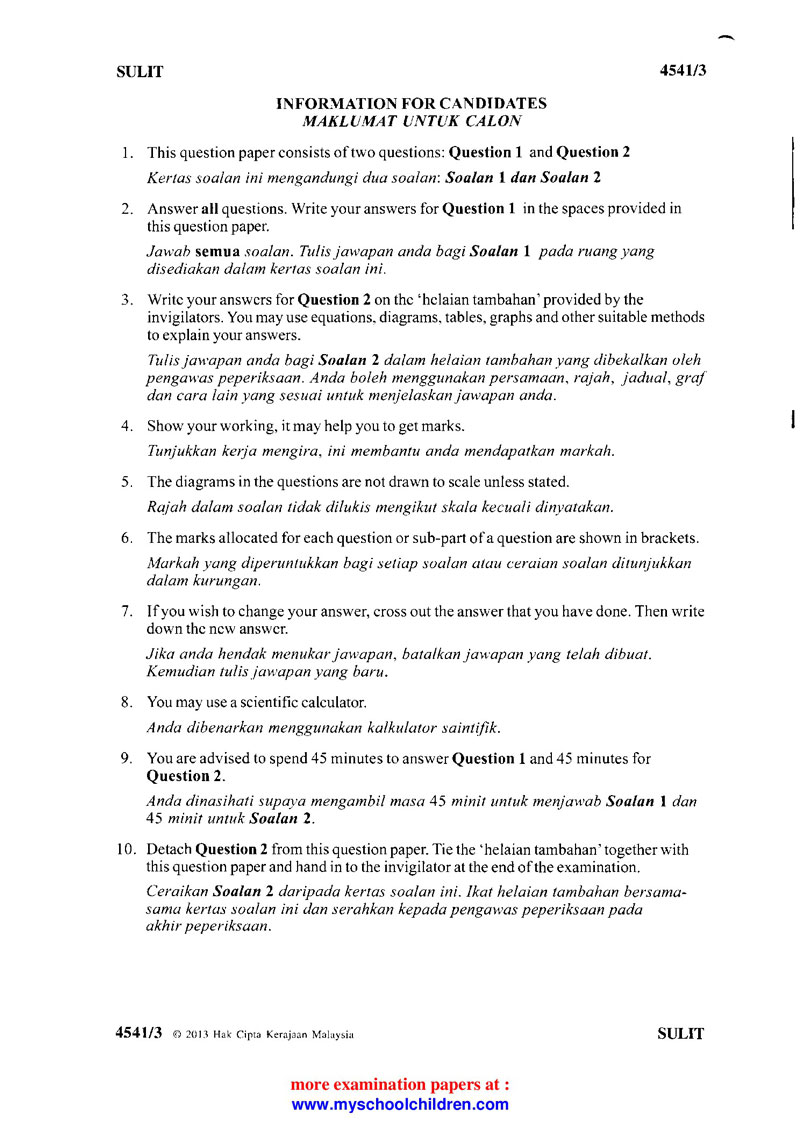 SULIT 4541/3
INFORMATION FOR CANDIDATES
MAKLUMAT UNTUK CALON
1. This question paper consists of two questions: Question 1 and Question 2
Kertas soalan ini mengandungi dua soalan: Soalan 1 dan Soalan 2
2. Answer all questions. Write your answers for Question 1 in the spaces provided in
this question paper.
Jawab semua soalan. Tulis jawapan anda bagi Soalan 1 pada ruang yang
disediakan dalam kertas soalan ini.
3. Write your answers for Question 2 on the 'helaian tambahan' provided by the
invigilators. You may use equations, diagrams, tables, graphs and other suitable methods
to explain your answers.
Tulis jawapan anda bagi Soalan 2 dalam helaian tambahan yang dibekalkan oleh
pengawas peperiksaan. Anda boleh menggunakan persamaan, rajah, jadual, graf
dan cara lain yang sesuai untuk menjelaskan jawapan anda.
4. Show your working, it may help you to get marks.
Tunjukkan kerja mengira, ini membantu anda mendapatkan markah.
5. The diagrams in the questions are not drawn to scale unless stated.
Rajah dalam soalan tidak dilukis mengikut skala kecuali dinyatakan.
6. The marks allocated for each question or sub-part of a question are shown in brackets.
Markah yang diperuntukkan bagi setiap soalan atau ceraian soalan ditunjukkan
dalam kurungan.
7. If you wish to change your answer, cross out the answer that you have done. Then write
down the new answer.
Jika anda hendak menukar jawapan, batalkan jawapan yang telah dibuat.
Kemudian tulis jawapan yang baru.
8. You may use a scientific calculator.
Anda dibenarkan menggunakan kalkulator saintifik.
9. You are advised to spend 45 minutes to answer Question 1 and 45 minutes for
Question 2.
Anda dinasihati supaya mengambil masa 45 minit untuk menjawab Soalan 1 dan
45 minit untuk Soalan 2.
10. Detach Question 2 from this question paper. Tie the 'helaian tambahan' together with
this question paper and hand in to the invigilator at the end of the examination.
Ceraikan Soalan 2 daripada kertas soalan ini. Ikat helaian tambahan bersama-
sama kertas soalan ini dan serahkan kepada pengawas peperiksaan pada
akhir peperiksaan.
4541/3 © 2013 Hak Cipta Kerajaan Malaysia SULIT
more examination papers at :
www.myschoolchildren.com